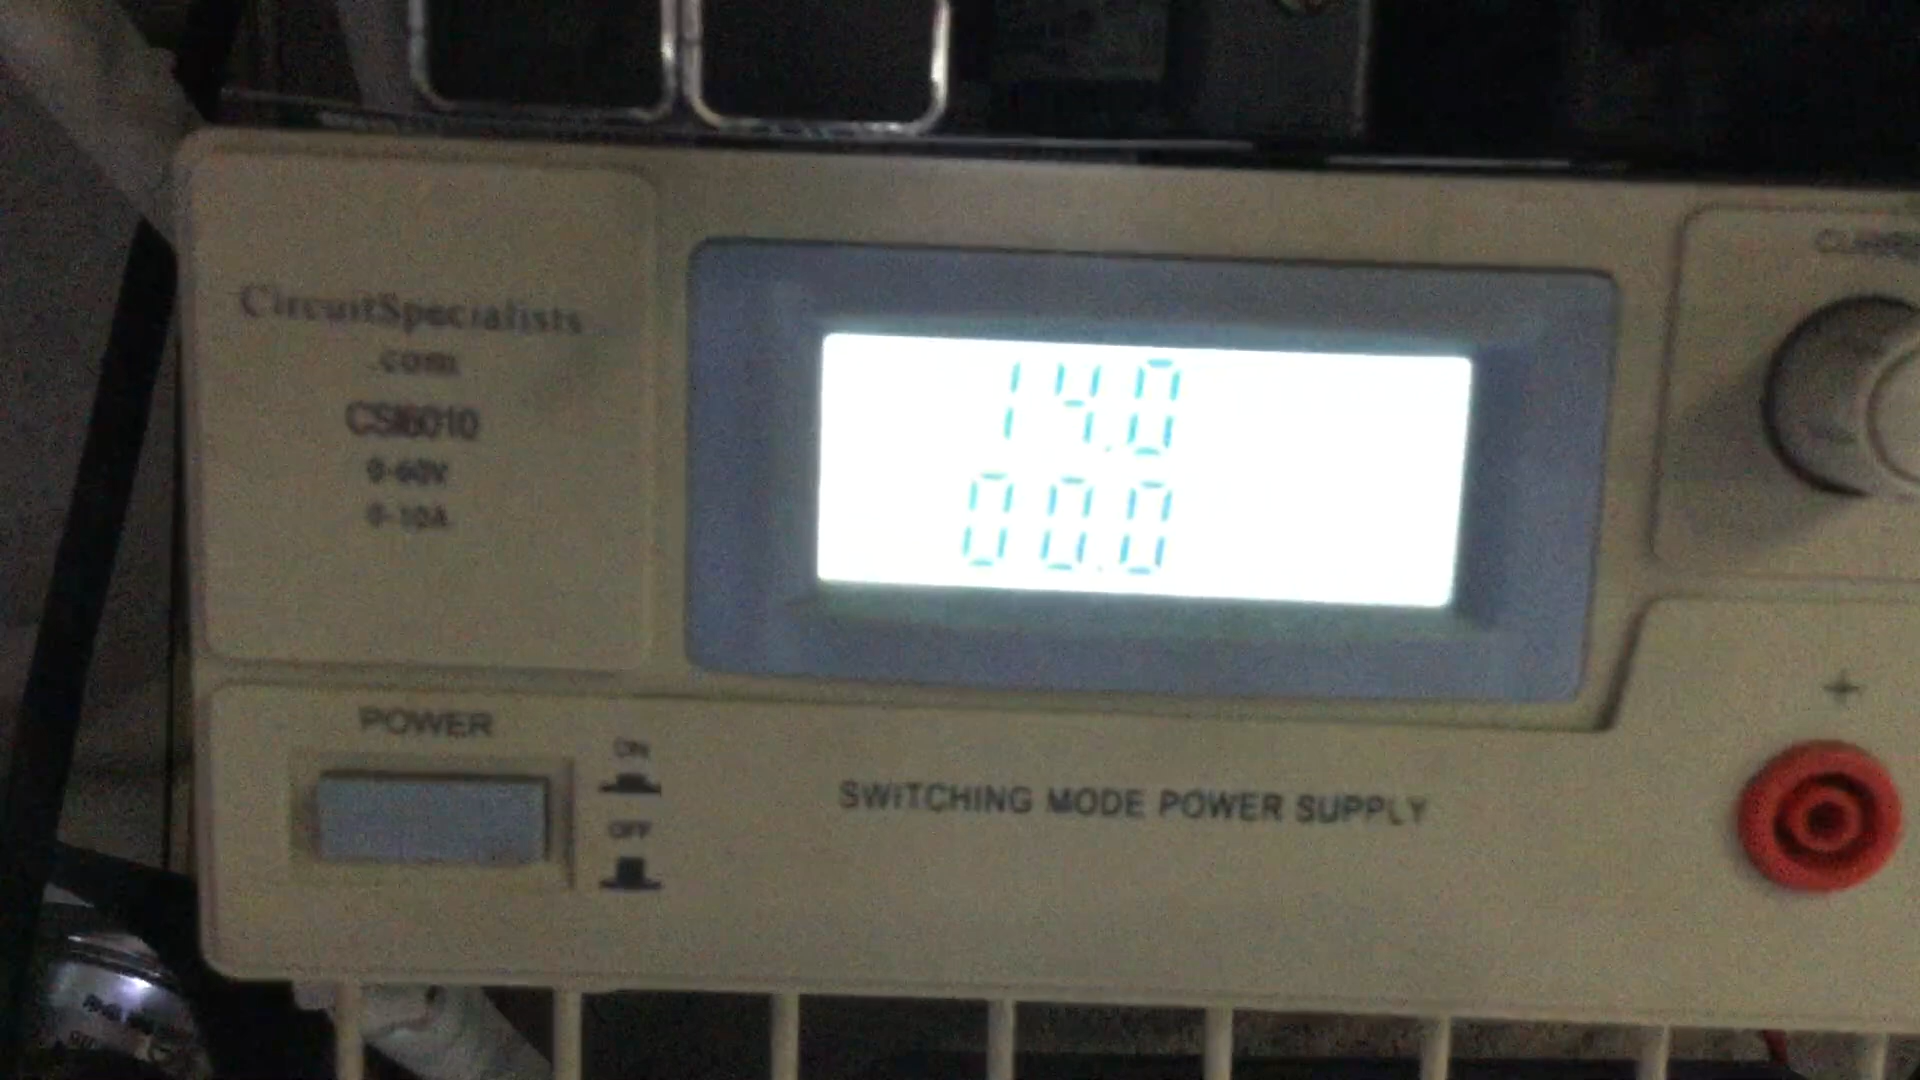 CircuitSpecialists
.com
CSI6010
0-60V
0-10A
14.0
00.0
POWER
ON
OFF
SWITCHING MODE POWER SUPPLY
+